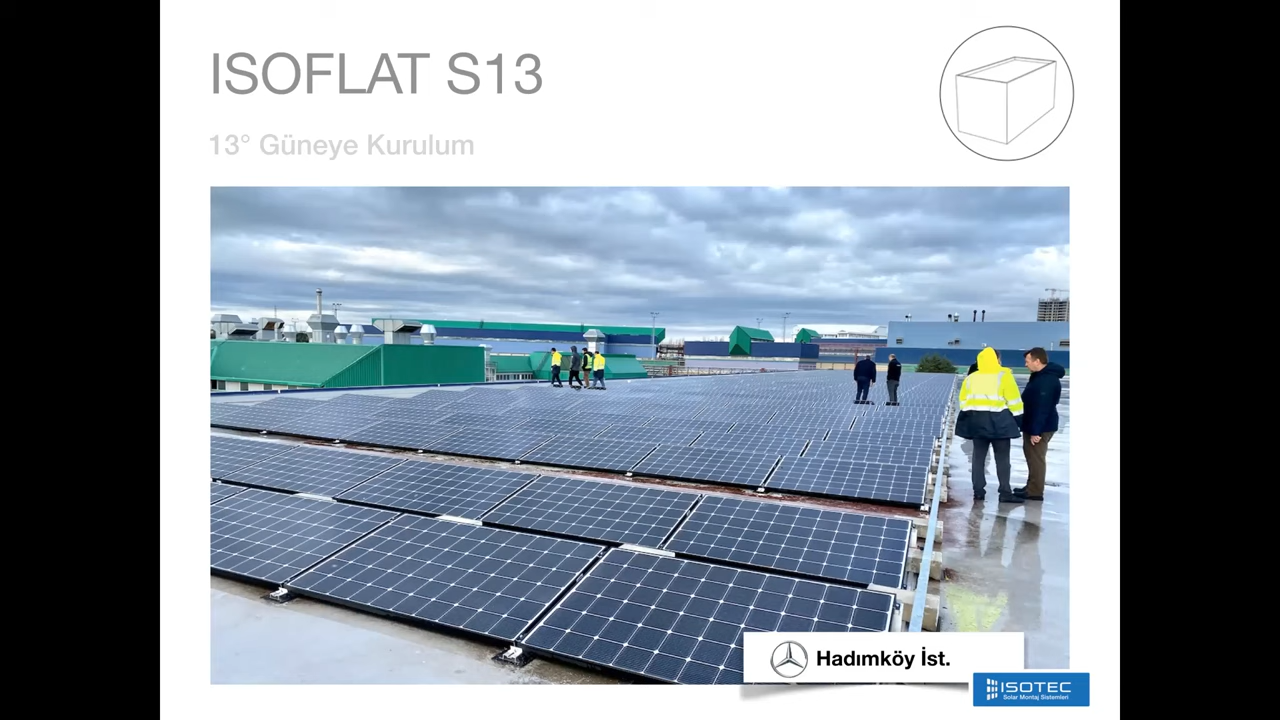 ISOFLAT S13
13° Güneye Kurulum
Hadımköy İst.
ISOTEC
Solar Montaj Sistemleri